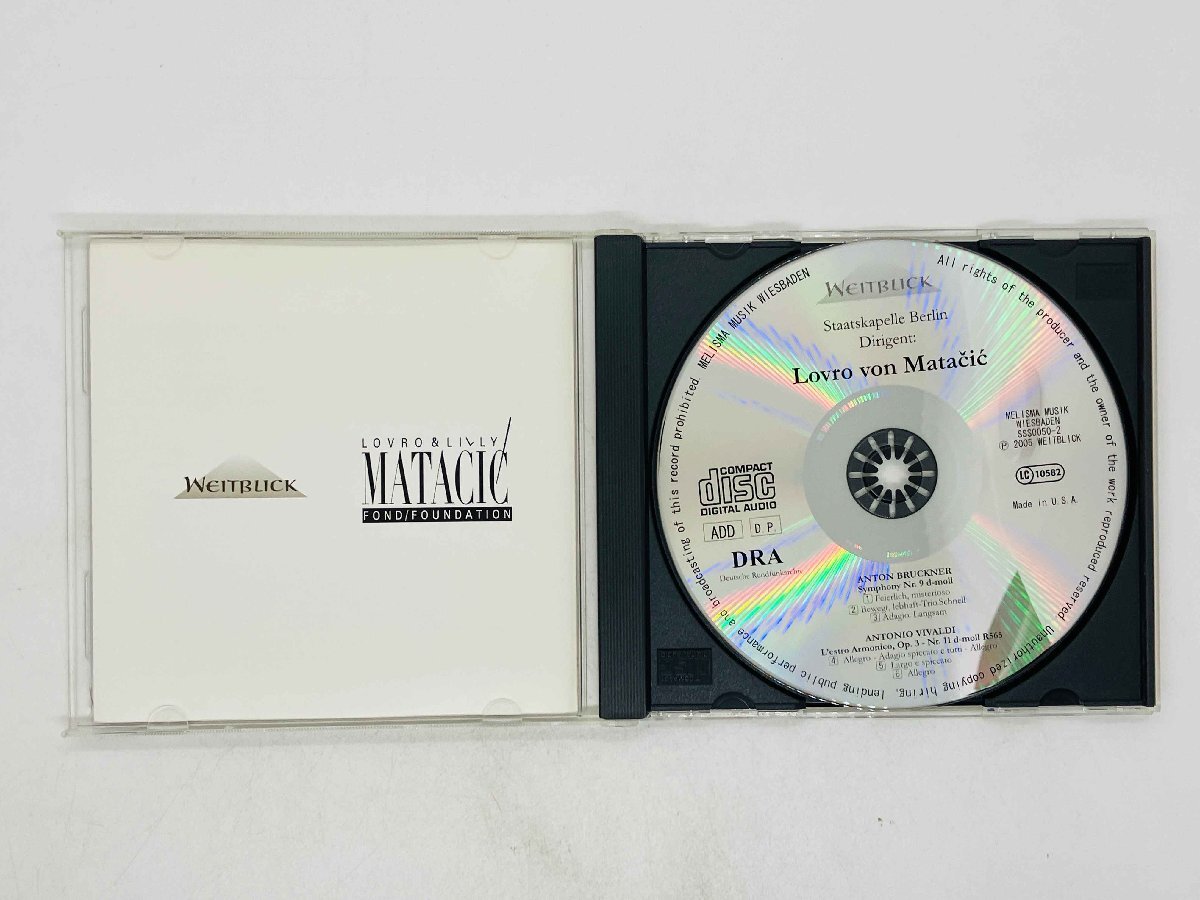 WEITBLICK
LOVRO & LILLY
MATACIĆ
FOND/FOUNDATION
MELISMA MUSIK WIESBADEN
All rights of the producer and the owner of the work reproduced reserved. Unauthorized copying, hiring, lending, public performance and broadcasting of this record prohibited
WEITBLICK
Staatskapelle Berlin
Dirigent:
Lovro von Matačić
MELISMA MUSIK
WIESBADEN
SSS0050-2
℗ 2005 WEITBLICK
LC 10582
Made in U.S.A.
COMPACT
disc
DIGITAL AUDIO
ADD D.P.
DRA
Deutsche Rundfunkarchiv
ANTON BRUCKNER
Symphony Nr. 9 d-moll
1 Feierlich, misterioso
2 Bewegt, lebhaft-Trio.Schnell
3 Adagio. Langsam
ANTONIO VIVALDI
L'estro Armonico, Op. 3 - Nr. 11 d-moll R565
4 Allegro - Adagio spiccato e tutti - Allegro
5 Largo e spiccato
6 Allegro